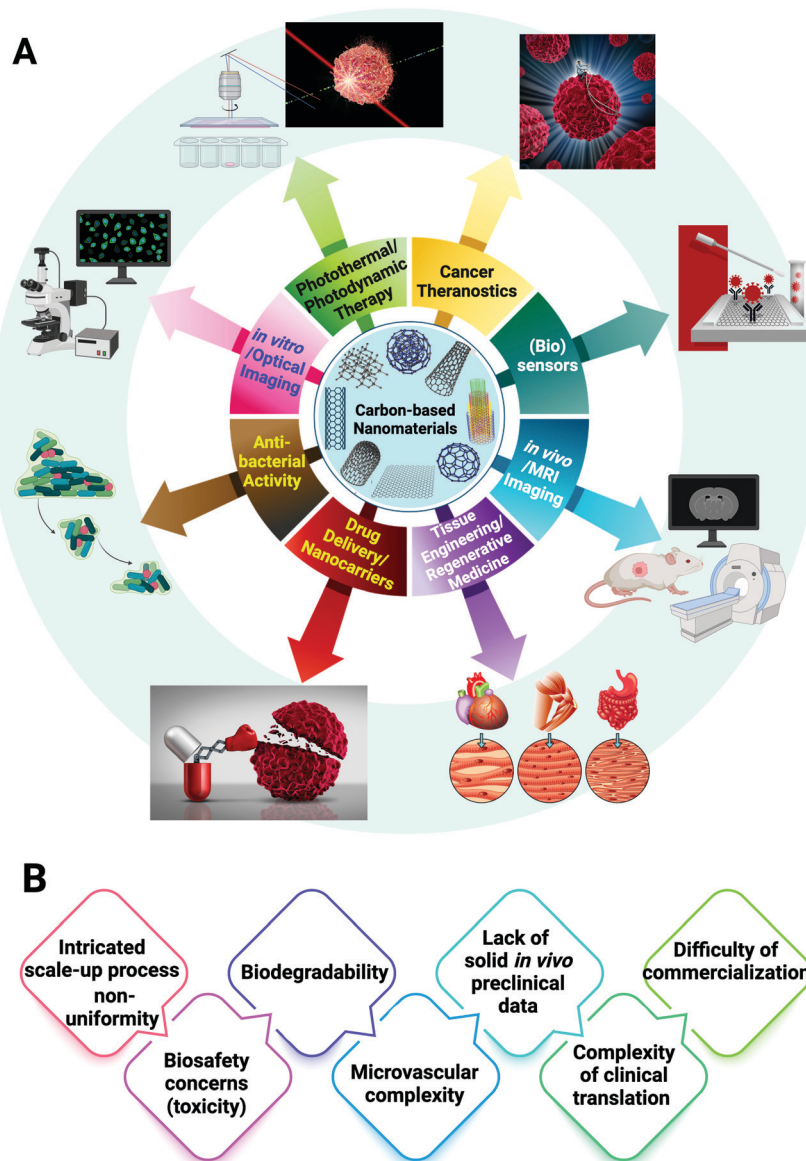 A
Photothermal/
Photodynamic
Therapy
Cancer
Theranostics
(Bio)
sensors
in vivo
/MRI
Imaging
Tissue
Engineering/
Regenerative
Medicine
Drug
Delivery/
Nanocarriers
Anti-
bacterial
Activity
in vitro
/Optical
Imaging
Carbon-based
Nanomaterials
B
Intricated
scale-up process
non-
uniformity
Biosafety
concerns
(toxicity)
Biodegradability
Microvascular
complexity
Lack of
solid in vivo
preclinical
data
Complexity
of clinical
translation
Difficulty of
commercialization